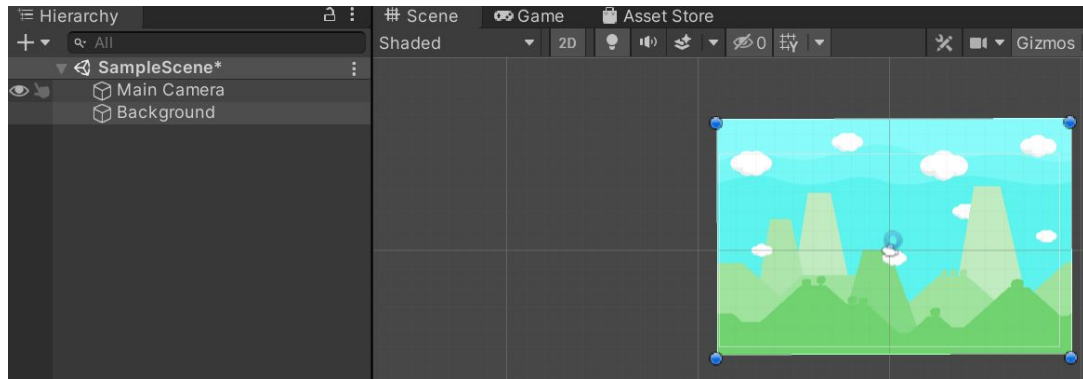 Hierarchy
All
SampleScene*
Main Camera
Background
Scene Game Asset Store
Shaded 2D 0 Gizmos